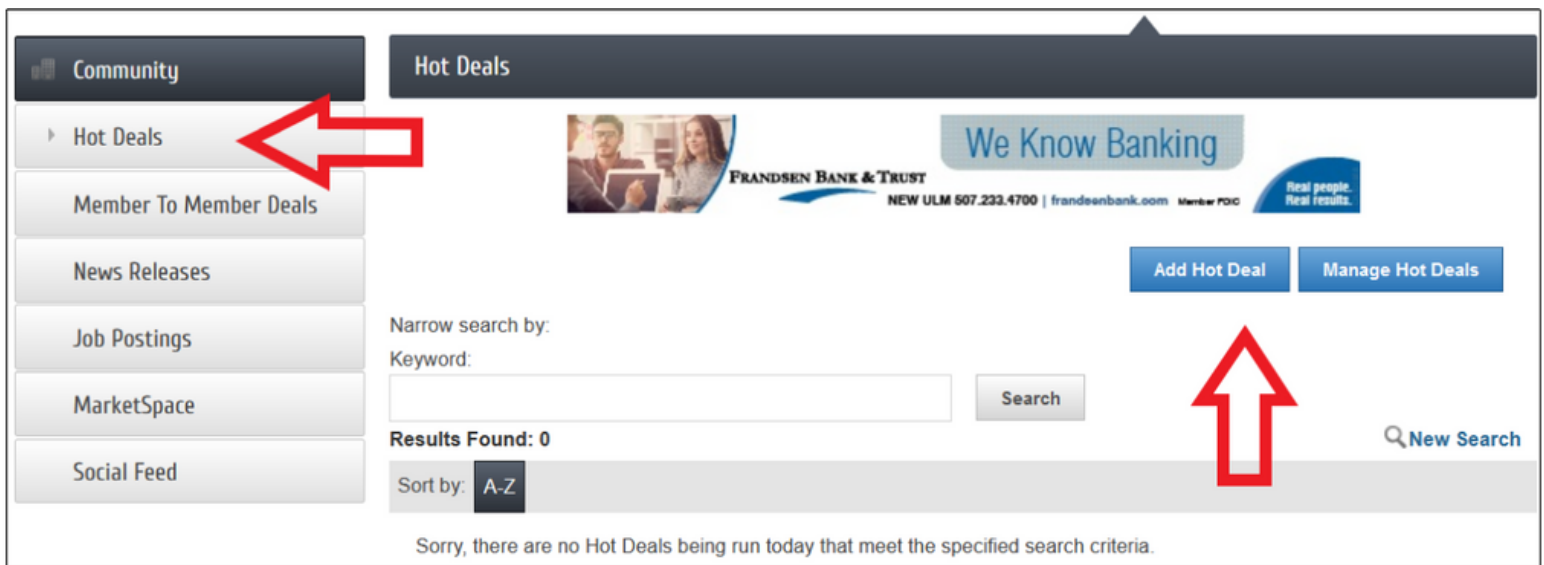 Community
Hot Deals
Member To Member Deals
News Releases
Job Postings
MarketSpace
Social Feed
Hot Deals
We Know Banking
FRANDSEN BANK & TRUST
NEW ULM 507.233.4700 | frandsenbank.com Member FDIC
Real people.
Real results.
Add Hot Deal Manage Hot Deals
Narrow search by:
Keyword:
Search
Results Found: 0
New Search
Sort by: A-Z
Sorry, there are no Hot Deals being run today that meet the specified search criteria.